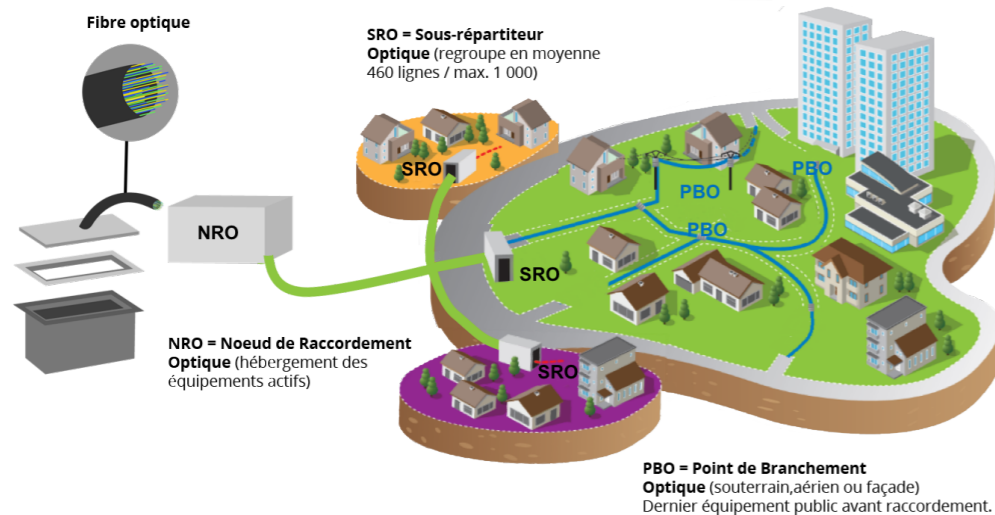 Fibre optique
SRO = Sous-répartiteur
Optique (regroupe en moyenne
460 lignes / max. 1 000)
SRO
PBO
PBO
PBO
NRO
SRO
NRO = Noeud de Raccordement
Optique (hébergement des
équipements actifs)
SRO
PBO = Point de Branchement
Optique (souterrain,aérien ou façade)
Dernier équipement public avant raccordement.